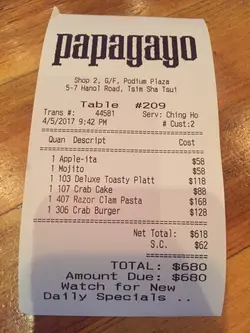 papagayo
Shop 2, G/F, Podium Plaza
5-7 Hanoi Road, Tsim Sha Tsui
Table #209
Trans #: 44581 Serv: Ching Ho
4/5/2017 9:42 PM # Cust:2
Quan Descript Cost
1 Apple-ita $58
1 Mojito $58
1 103 Deluxe Toasty Platt $118
1 107 Crab Cake $88
1 407 Razor Clam Pasta $168
1 306 Crab Burger $128
Net Total: $618
S.C. $62
TOTAL: $680
Amount Due: $680
Watch for New
Daily Specials ..